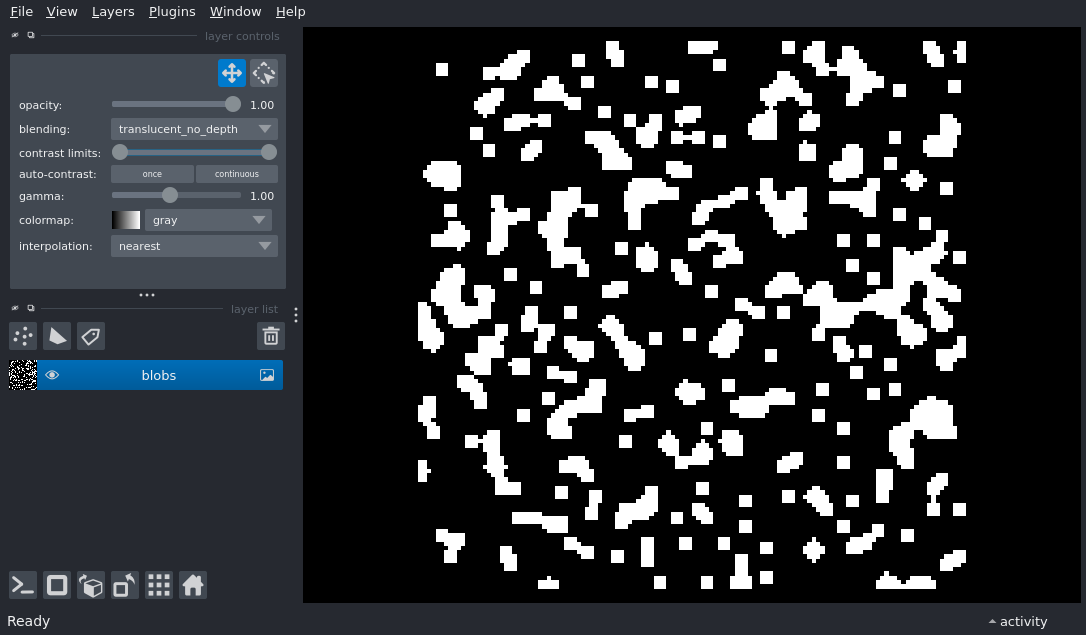 File View Layers Plugins Window Help
layer controls
opacity: 1.00
blending: translucent_no_depth
contrast limits:
auto-contrast: once continuous
gamma: 1.00
colormap: gray
interpolation: nearest
layer list
blobs
Ready activity